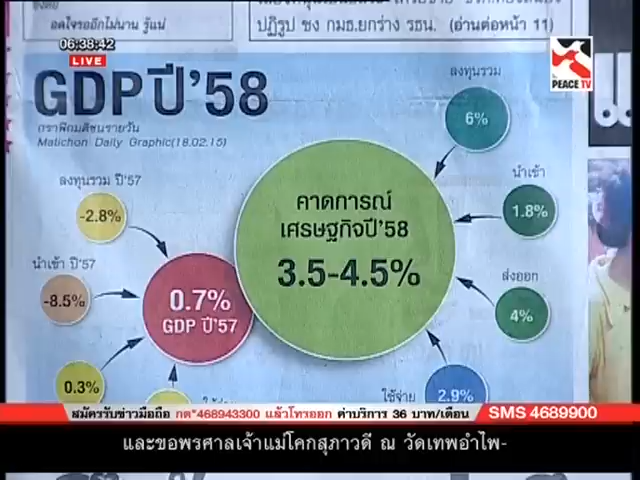 อดใจรออีกไม่นาน รู้แน่
ปฏิรูป ชง กมธ.ยกร่าง รธน. (อ่านต่อหน้า 11)
06:38:42
LIVE
PEACE TV
GDP ปี'58
กราฟิกมติชนรายวัน
Matichon Daily Graphic(18.02.15)
ลงทุนรวม
6%
ลงทุนรวม ปี'57
-2.8%
คาดการณ์
เศรษฐกิจปี'58
3.5-4.5%
นำเข้า
1.8%
นำเข้า ปี'57
-8.5%
0.7%
GDP ปี'57
ส่งออก
4%
0.3%
ใช้จ่าย
2.9%
สมัครรับข่าวมือถือ กด*468943300 แล้วโทรออก ค่าบริการ 36 บาท/เดือน
SMS 4689900
และขอพรศาลเจ้าแม่โคกสุภาวดี ณ วัดเทพอำไพ-